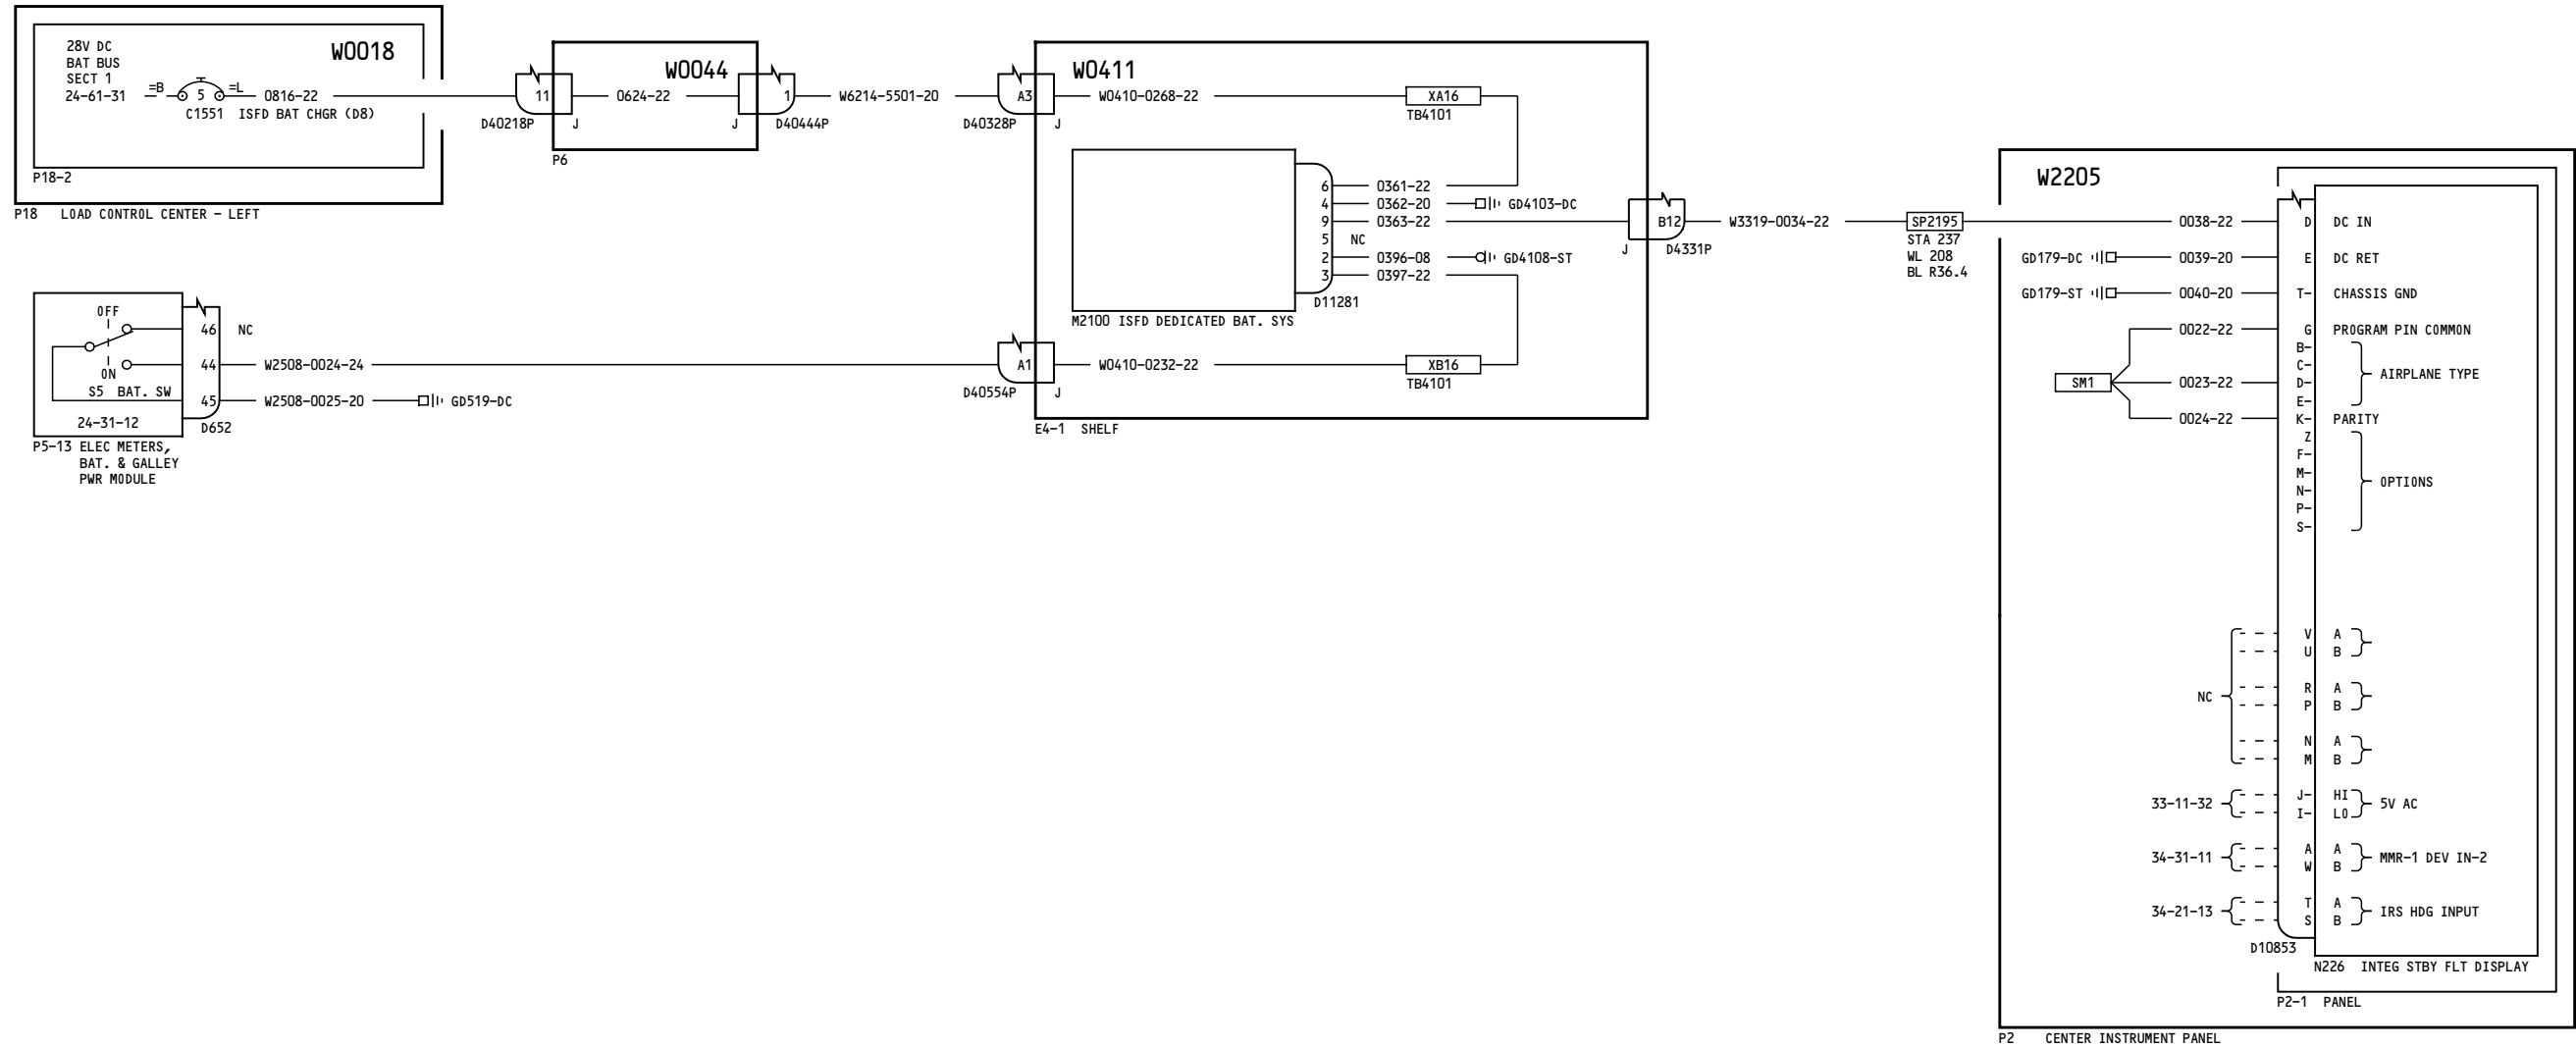 28V DC
BAT BUS
SECT 1
24-61-31
=B
5
=L
0816-22
C1551 ISFD BAT CHGR (D8)
W0018
P18-2
P18 LOAD CONTROL CENTER - LEFT
11
D40218P
J
W0044
0624-22
P6
1
J
D40444P
W6214-5501-20
W0411
A3
D40328P
J
W0410-0268-22
XA16
TB4101
6
0361-22
4
0362-20
GD4103-DC
9
0363-22
5
NC
2
0396-08
GD4108-ST
3
0397-22
D11281
M2100 ISFD DEDICATED BAT. SYS
A1
D40554P
J
W0410-0232-22
XB16
TB4101
E4-1 SHELF
B12
J
D4331P
W3319-0034-22
SP2195
STA 237
WL 208
BL R36.4
OFF
ON
S5 BAT. SW
24-31-12
46
NC
44
W2508-0024-24
45
W2508-0025-20
GD519-DC
D652
P5-13 ELEC METERS,
BAT. & GALLEY
PWR MODULE
W2205
0038-22
D
DC IN
GD179-DC
0039-20
E
DC RET
GD179-ST
0040-20
T-
CHASSIS GND
0022-22
G
PROGRAM PIN COMMON
B-
C-
SM1
0023-22
D-
AIRPLANE TYPE
E-
0024-22
K-
PARITY
Z
F-
M-
OPTIONS
N-
P-
S-
V A
U B
NC
R A
P B
N A
M B
33-11-32
J- HI
I- LO
5V AC
34-31-11
A A
W B
MMR-1 DEV IN-2
34-21-13
T A
S B
IRS HDG INPUT
D10853
N226 INTEG STBY FLT DISPLAY
P2-1 PANEL
P2 CENTER INSTRUMENT PANEL